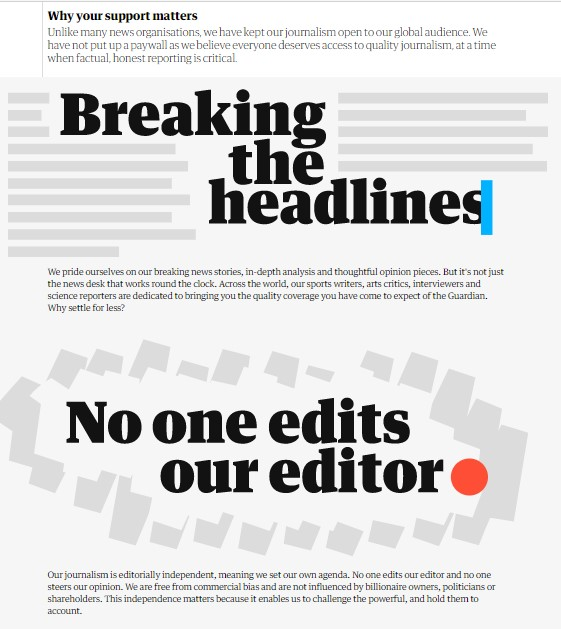 Why your support matters
Unlike many news organisations, we have kept our journalism open to our global audience. We
have not put up a paywall as we believe everyone deserves access to quality journalism, at a time
when factual, honest reporting is critical.
Breaking
the
headlines
We pride ourselves on our breaking news stories, in-depth analysis and thoughtful opinion pieces. But it's not just
the news desk that works round the clock. Across the world, our sports writers, arts critics, interviewers and
science reporters are dedicated to bringing you the quality coverage you have come to expect of the Guardian.
Why settle for less?
No one edits
our editor
Our journalism is editorially independent, meaning we set our own agenda. No one edits our editor and no one
steers our opinion. We are free from commercial bias and are not influenced by billionaire owners, politicians or
shareholders. This independence matters because it enables us to challenge the powerful, and hold them to
account.